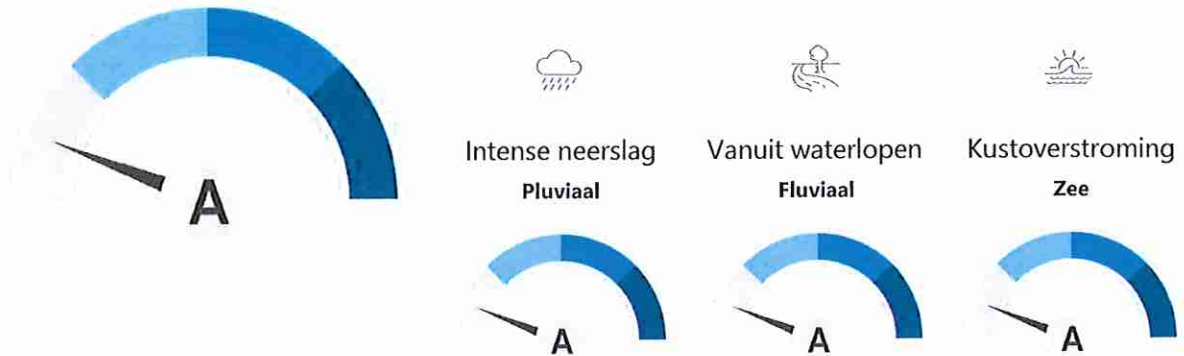 A
Intense neerslag
Pluviaal
A
Vanuit waterlopen
Fluviaal
A
Kustoverstroming
Zee
A